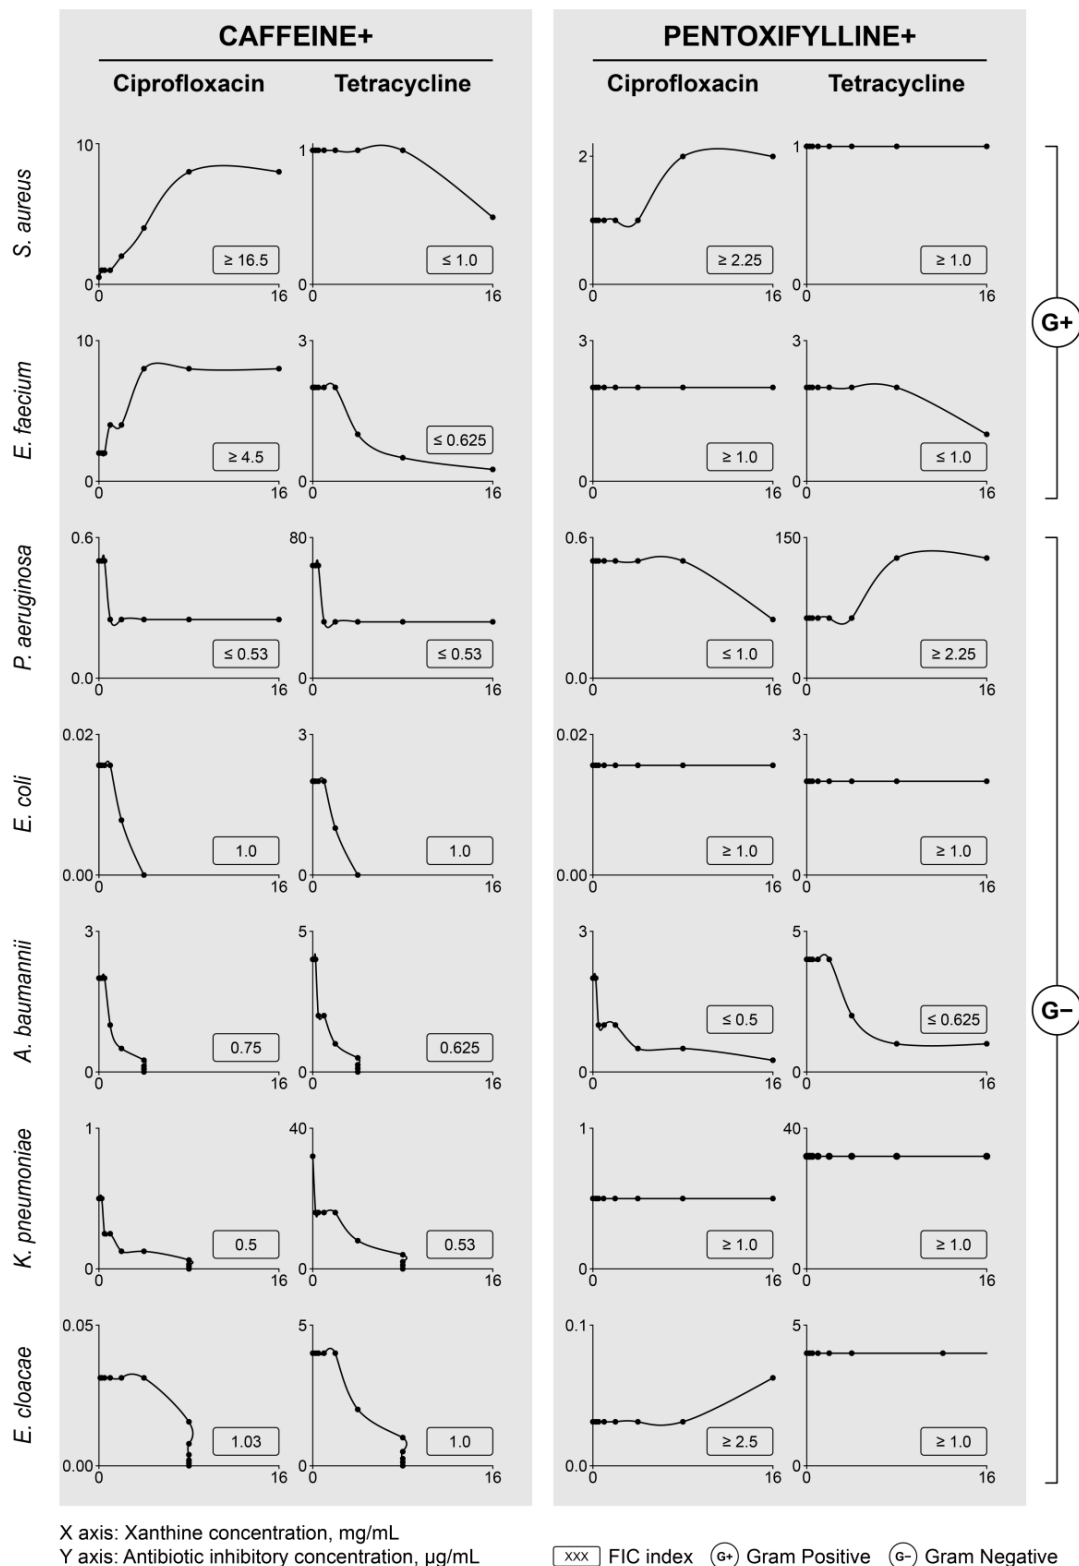 CAFFEINE+ PENTOXIFYLLINE+
Ciprofloxacin Tetracycline Ciprofloxacin Tetracycline
S. aureus
10 1 2 1
≥ 16.5 ≤ 1.0 ≥ 2.25 ≥ 1.0
0 0 0 0
0 16 0 16 0 16 0 16
G+
E. faecium
10 3 3 3
≥ 4.5 ≤ 0.625 ≥ 1.0 ≤ 1.0
0 0 0 0
0 16 0 16 0 16 0 16
P. aeruginosa
0.6 80 0.6 150
≤ 0.53 ≤ 0.53 ≤ 1.0 ≥ 2.25
0.0 0 0.0 0
0 16 0 16 0 16 0 16
E. coli
0.02 3 0.02 3
1.0 1.0 ≥ 1.0 ≥ 1.0
0.00 0 0.00 0
0 16 0 16 0 16 0 16
A. baumannii
3 5 3 5
0.75 0.625 ≤ 0.5 ≤ 0.625
0 0 0 0
0 16 0 16 0 16 0 16
G−
K. pneumoniae
1 40 1 40
0.5 0.53 ≥ 1.0 ≥ 1.0
0 0 0 0
0 16 0 16 0 16 0 16
E. cloacae
0.05 5 0.1 5
1.03 1.0 ≥ 2.5 ≥ 1.0
0.00 0 0.0 0
0 16 0 16 0 16 0 16
X axis: Xanthine concentration, mg/mL
Y axis: Antibiotic inhibitory concentration, µg/mL
XXX FIC index G+ Gram Positive G− Gram Negative